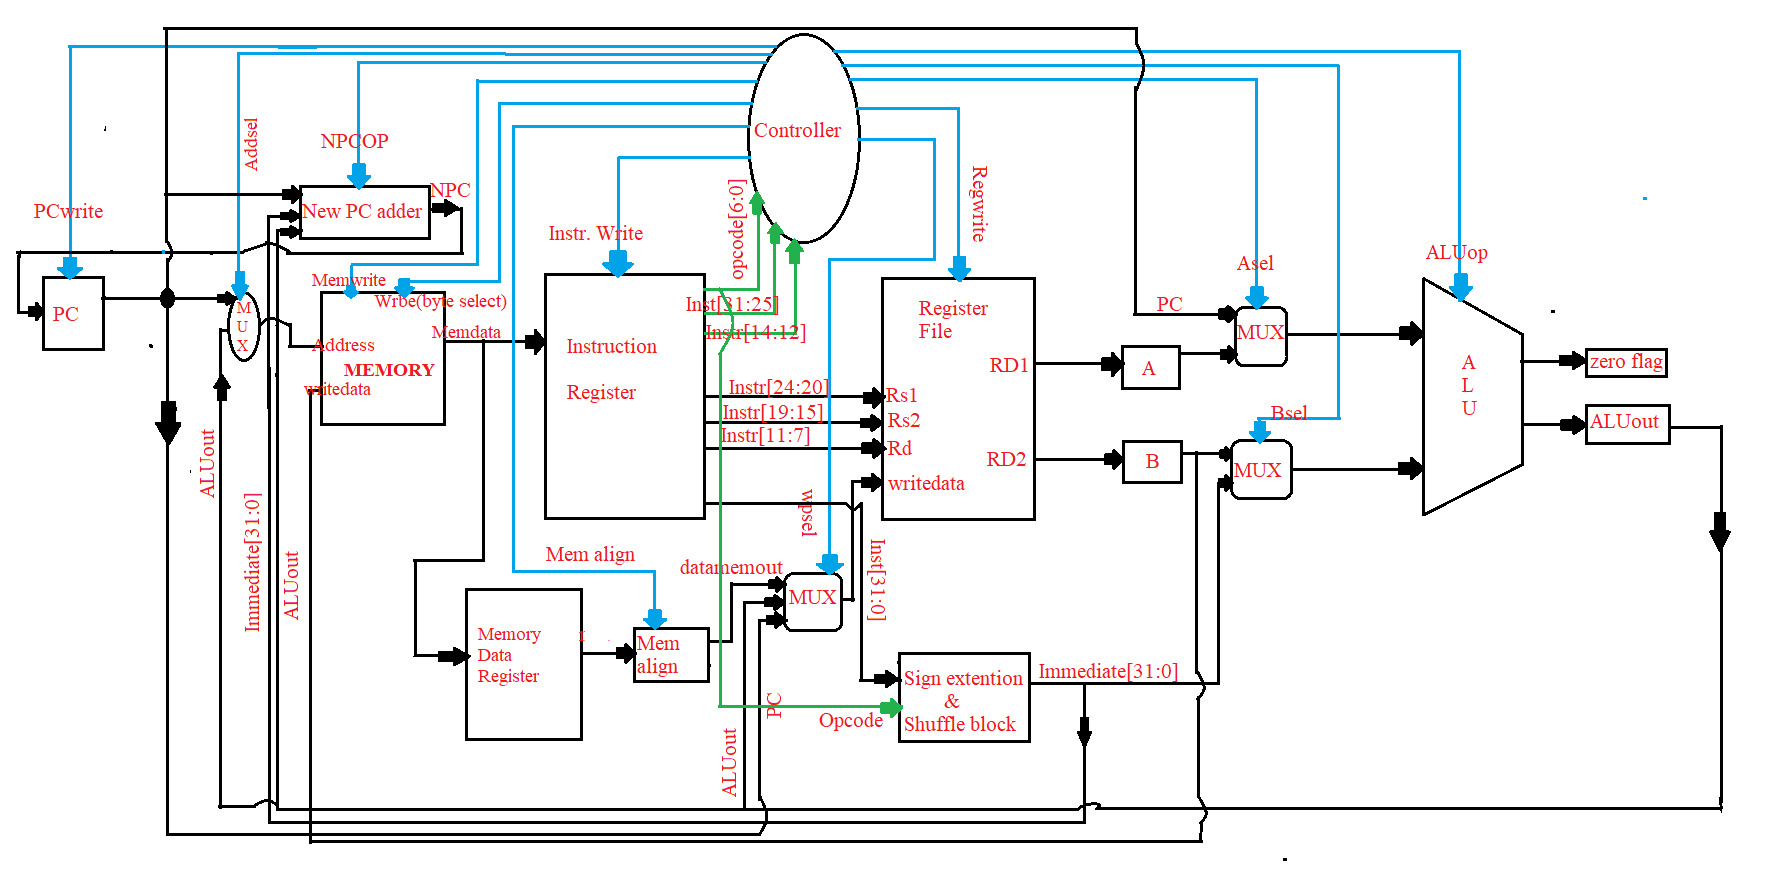 Controller
Addsel
NPCOP
PCwrite
NPC
New PC adder
opcode[6:0]
Regwrite
Instr. Write
ALUop
Asel
Memwrite
Wrbe(byte select)
PC
MUX
Memdata
Address
MEMORY
writedata
Instruction
Register
Inst[31:25]
Instr[14:12]
Instr[24:20]
Instr[19:15]
Instr[11:7]
Register
File
RD1
Rs1
Rs2
Rd
RD2
writedata
PC
MUX
A
B
Bsel
MUX
A
L
U
zero flag
ALUout
ALUout
Immediate[31:0]
ALUout
wpsel
Inst[31:0]
Mem align
datamemout
MUX
Memory
Data
Register
Mem
align
PC
ALUout
Opcode
Sign extention
&
Shuffle block
Immediate[31:0]